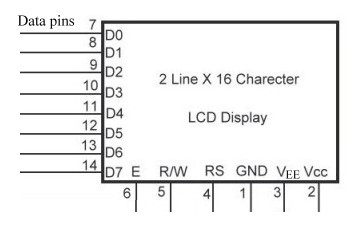 Data pins 7
8
9
10
11
12
13
14
D0
D1
D2
D3
D4
D5
D6
D7 E R/W RS GND VEE Vcc
2 Line X 16 Charecter
LCD Display
6 5 4 1 3 2